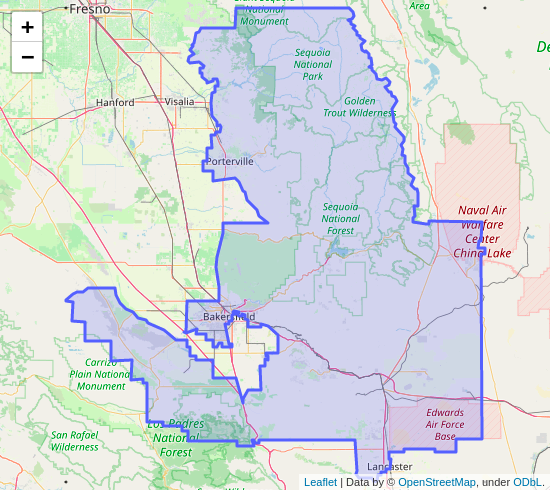 Fresno
Monument
Area
+
−
De
Sequoia
National
Park
Hanford
Visalia
Golden
Trout Wilderness
Porterville
Naval Air
Warfare
Center
China Lake
Sequoia
National
Forest
Bakersfield
Carrizo
Plain National
Monument
Los Padres
National
Forest
San Rafael
Wilderness
Edwards
Air Force
Base
Lancaster
Leaflet | Data by © OpenStreetMap, under ODbL.